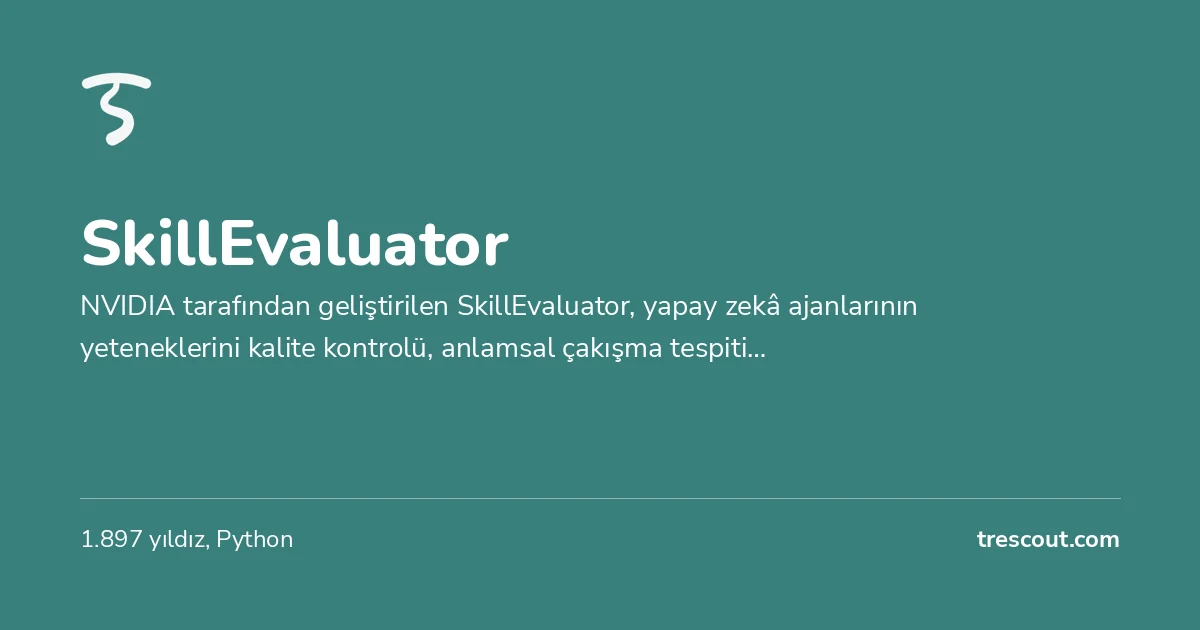 SkillEvaluator
NVIDIA tarafından geliştirilen SkillEvaluator, yapay zekâ ajanlarının
yeteneklerini kalite kontrolü, anlamsal çakışma tespiti...
1.897 yıldız, Python
trescout.com